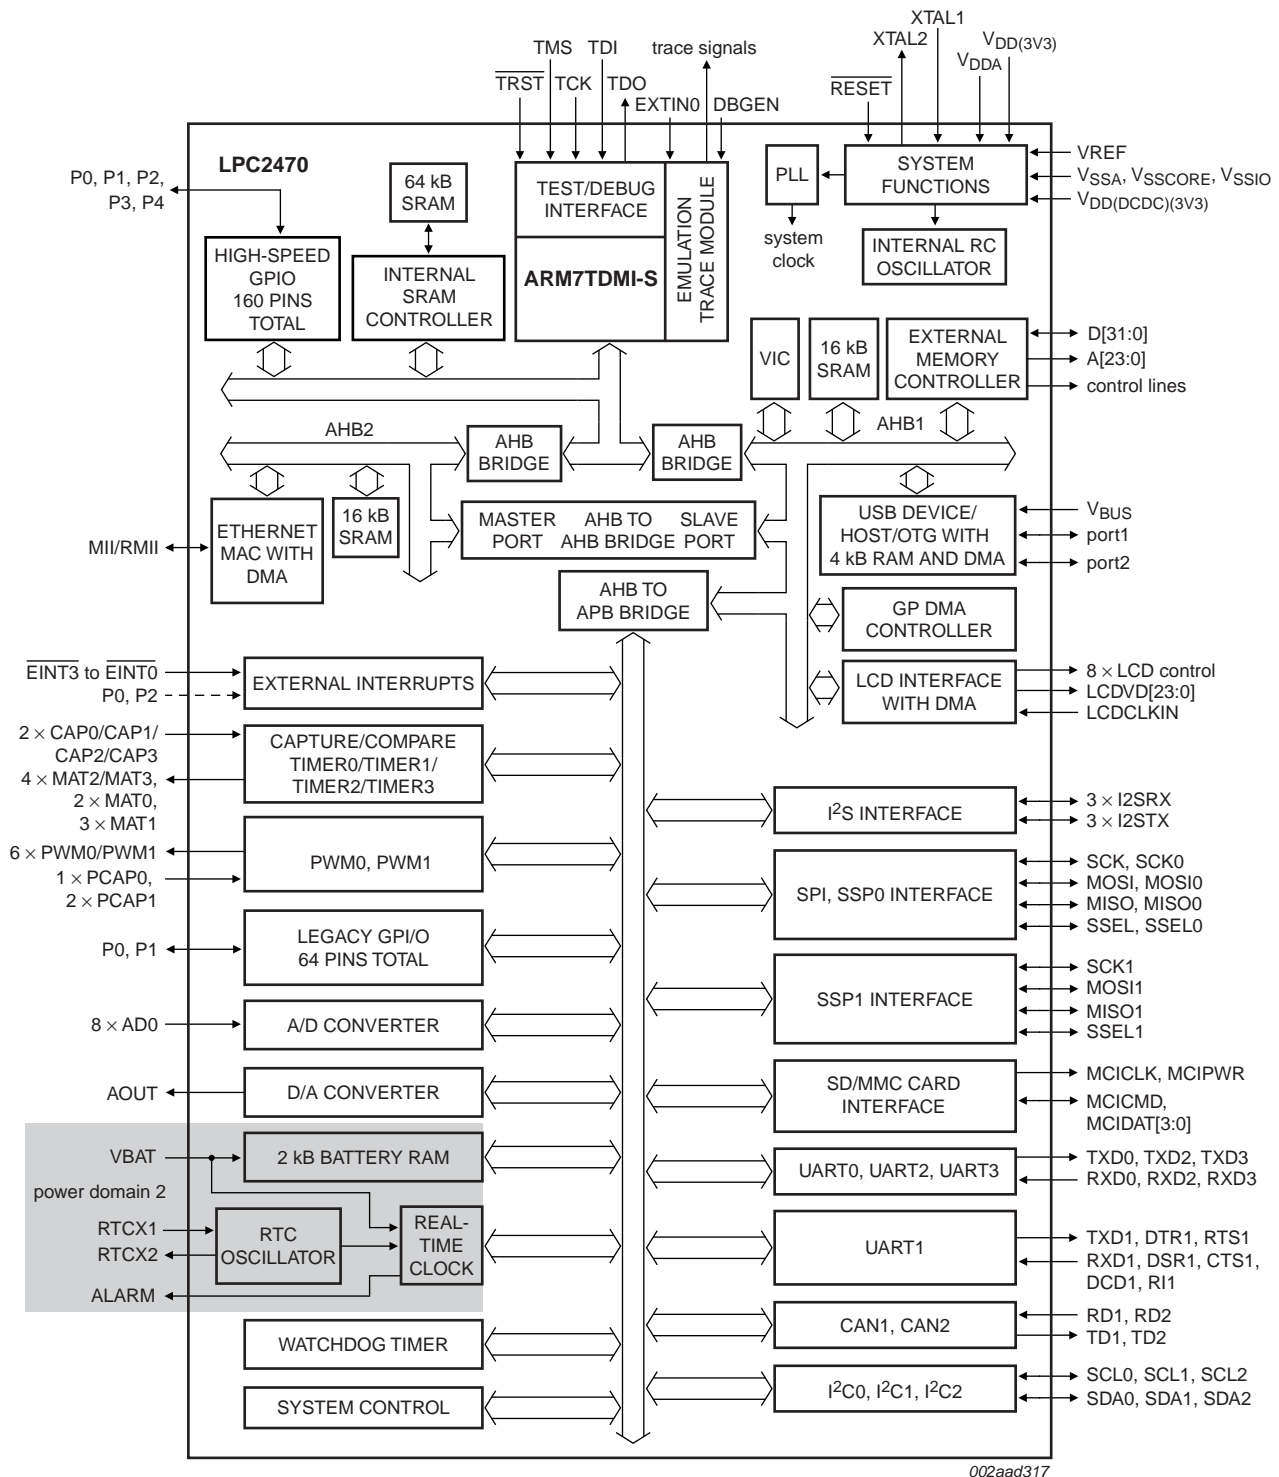 XTAL1
XTAL2
VDD(3V3)
VDDA
RESET
TMS
TDI
trace signals
TRST
TCK
TDO
EXTIN0
DBGEN
LPC2470
P0, P1, P2,
P3, P4
64 kB
SRAM
TEST/DEBUG
INTERFACE
EMULATION
TRACE MODULE
PLL
SYSTEM
FUNCTIONS
VREF
VSSA, VSSCORE, VSSIO
VDD(DCDC)(3V3)
system
clock
HIGH-SPEED
GPIO
160 PINS
TOTAL
INTERNAL
SRAM
CONTROLLER
ARM7TDMI-S
INTERNAL RC
OSCILLATOR
VIC
16 kB
SRAM
EXTERNAL
MEMORY
CONTROLLER
D[31:0]
A[23:0]
control lines
AHB2
AHB
BRIDGE
AHB
BRIDGE
AHB1
ETHERNET
MAC WITH
DMA
16 kB
SRAM
MASTER
PORT
AHB TO
AHB BRIDGE
SLAVE
PORT
USB DEVICE/
HOST/OTG WITH
4 kB RAM AND DMA
VBUS
port1
port2
MII/RMII
AHB TO
APB BRIDGE
GP DMA
CONTROLLER
LCD INTERFACE
WITH DMA
8 × LCD control
LCDVD[23:0]
LCDCLKIN
EINT3 to EINT0
P0, P2
EXTERNAL INTERRUPTS
2 × CAP0/CAP1/
CAP2/CAP3
4 × MAT2/MAT3,
2 × MAT0,
3 × MAT1
CAPTURE/COMPARE
TIMER0/TIMER1/
TIMER2/TIMER3
I2S INTERFACE
3 × I2SRX
3 × I2STX
6 × PWM0/PWM1
1 × PCAP0,
2 × PCAP1
PWM0, PWM1
SPI, SSP0 INTERFACE
SCK, SCK0
MOSI, MOSI0
MISO, MISO0
SSEL, SSEL0
P0, P1
LEGACY GPI/O
64 PINS TOTAL
SSP1 INTERFACE
SCK1
MOSI1
MISO1
SSEL1
8 × AD0
A/D CONVERTER
AOUT
D/A CONVERTER
SD/MMC CARD
INTERFACE
MCICLK, MCIPWR
MCICMD,
MCIDAT[3:0]
VBAT
2 kB BATTERY RAM
power domain 2
UART0, UART2, UART3
TXD0, TXD2, TXD3
RXD0, RXD2, RXD3
RTCX1
RTCX2
RTC
OSCILLATOR
REAL-
TIME
CLOCK
ALARM
UART1
TXD1, DTR1, RTS1
RXD1, DSR1, CTS1,
DCD1, RI1
WATCHDOG TIMER
CAN1, CAN2
RD1, RD2
TD1, TD2
SYSTEM CONTROL
I2C0, I2C1, I2C2
SCL0, SCL1, SCL2
SDA0, SDA1, SDA2
002aad317